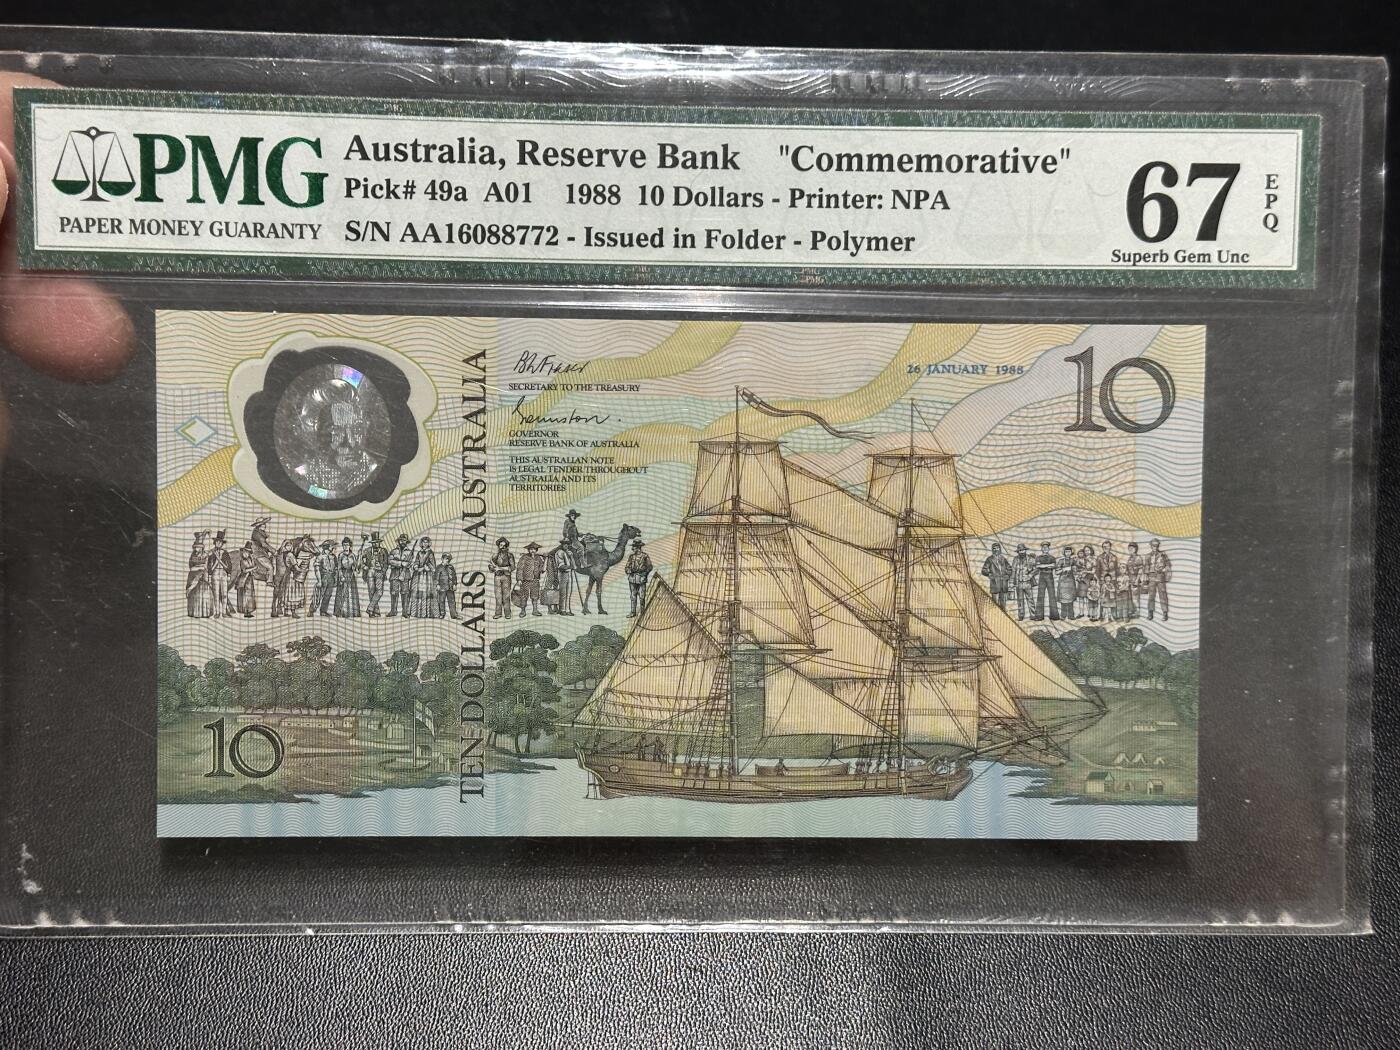 PMG
PAPER MONEY GUARANTY
Australia, Reserve Bank "Commemorative"
Pick# 49a A01 1988 10 Dollars - Printer: NPA
S/N AA16088772 - Issued in Folder - Polymer
67
EPQ
Superb Gem Unc
SECRETARY TO THE TREASURY
GOVERNOR
RESERVE BANK OF AUSTRALIA
THIS AUSTRALIAN NOTE
IS LEGAL TENDER THROUGHOUT
AUSTRALIA AND ITS
TERRITORIES
26 JANUARY 1988
10
TEN DOLLARS AUSTRALIA
10